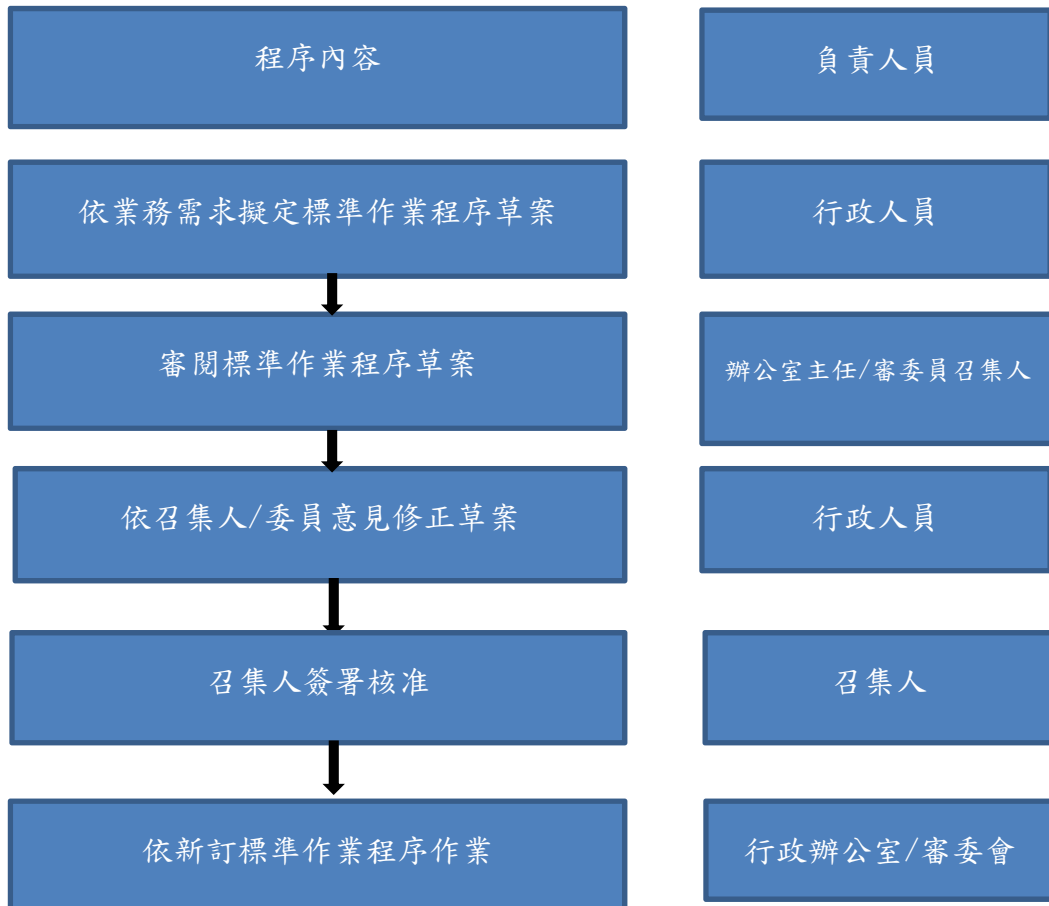 程序內容
負責人員
依業務需求擬定標準作業程序草案
行政人員
審閱標準作業程序草案
辦公室主任/審委員召集人
依召集人/委員意見修正草案
行政人員
召集人簽署核准
召集人
依新訂標準作業程序作業
行政辦公室/審委會